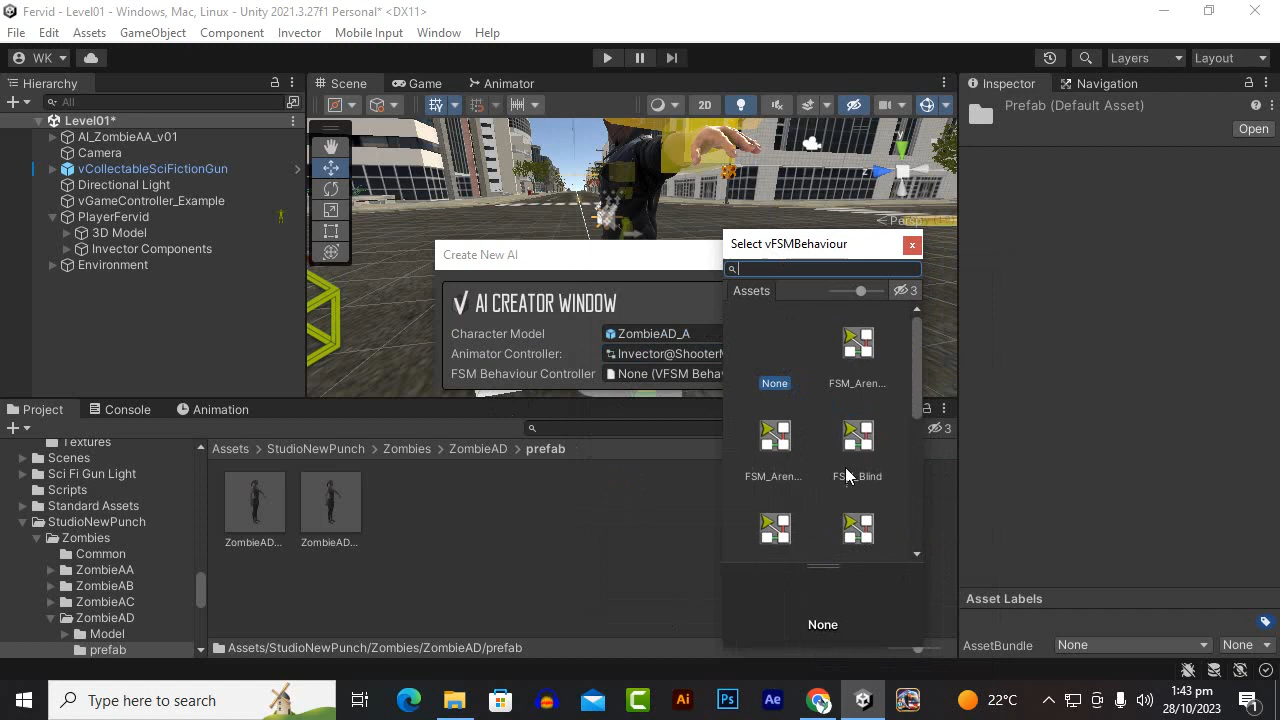 Fervid - Level01 - Windows, Mac, Linux - Unity 2021.3.27f1 Personal* <DX11>
File Edit Assets GameObject Component Invector Mobile Input Window Help
WK Layers Layout
Hierarchy Scene Game Animator Inspector Navigation
All 2D Prefab (Default Asset)
Open
Level01*
AI_ZombieAA_v01
Camera
vCollectableSciFictionGun
Directional Light
vGameController_Example
PlayerFervid
3D Model
Invector Components
Environment
y
z
< Persp
Create New AI
AI CREATOR WINDOW
Character Model ZombieAD_A
Animator Controller: Invector@ShooterM
FSM Behaviour Controller None (VFSM Beha
Select vFSMBehaviour x
Assets 3
None FSM_Aren...
FSM_Aren... FSM_Blind
None
Project Console Animation
3
Assets > StudioNewPunch > Zombies > ZombieAD > prefab
Textures
Scenes
Sci Fi Gun Light
Scripts
Standard Assets
StudioNewPunch
Zombies
Common
ZombieAA
ZombieAB
ZombieAC
ZombieAD
Model
prefab
ZombieAD... ZombieAD...
Assets/StudioNewPunch/Zombies/ZombieAD/prefab
Asset Labels
AssetBundle None None
Type here to search
22°C
1:43 pm
28/10/2023
1